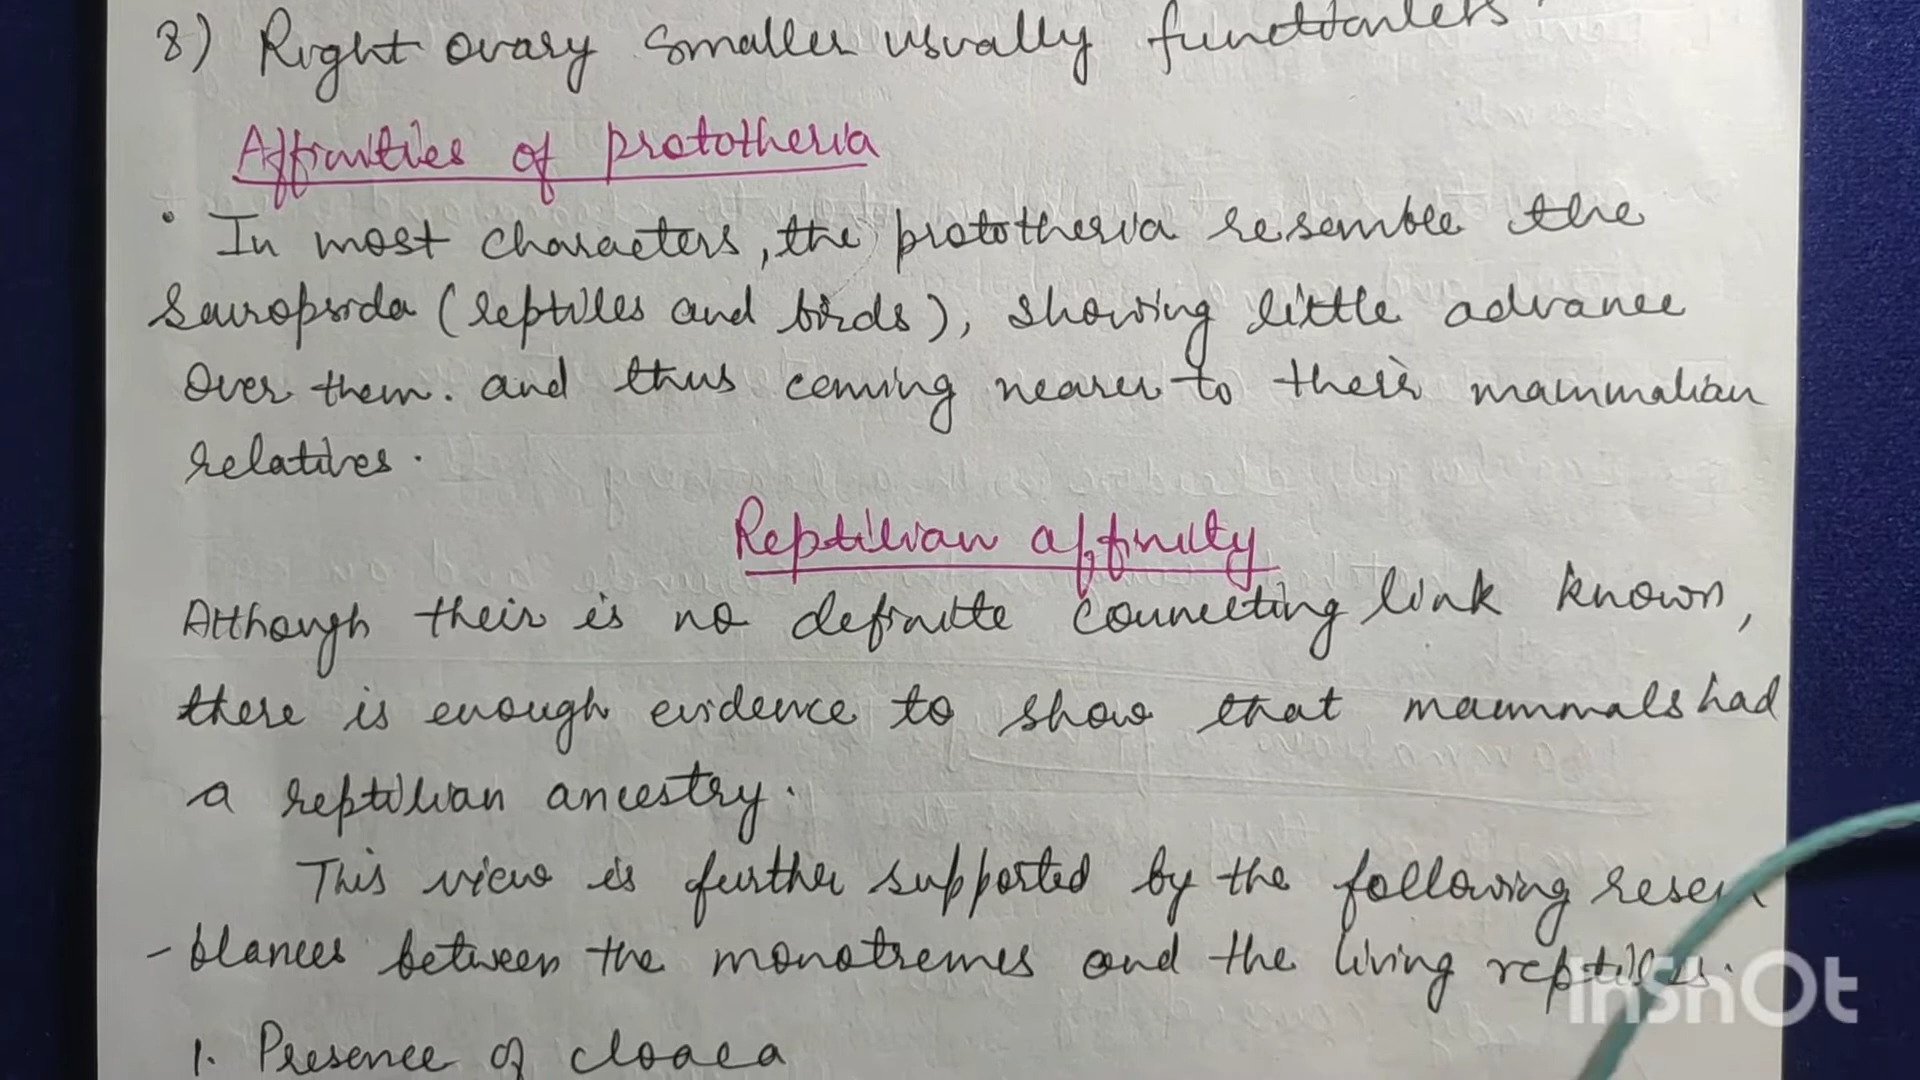 8) Right ovary smaller usually functionless.
Affinities of prototheria
• In most characters, the prototheria resemble the
Sauropsida (reptiles and birds), showing little advance
over them. and thus coming nearer to their mammalian
relatives.
Reptilian affinity
Although their is no definite connecting link known,
there is enough evidence to show that mammals had
a reptilian ancestry.
This view is further supported by the following resem
-blances between the monotremes and the living reptiles.
1. Presence of cloaca
InShOt